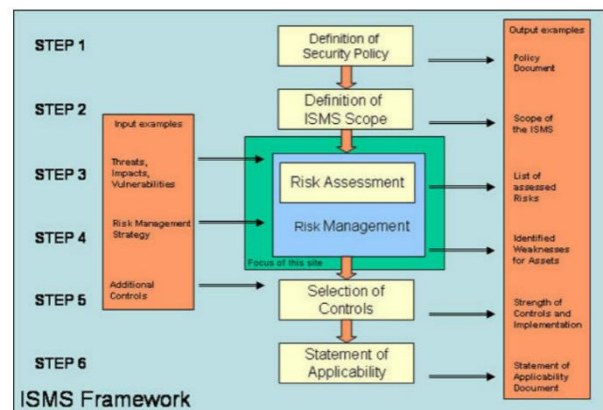 STEP 1
Definition of
Security Policy
Output examples
Policy
Document
STEP 2
Definition of
ISMS Scope
Scope
of the ISMS
Input examples
STEP 3
Threats,
Impacts,
Vulnerabilities
Risk Assessment
List of
assessed
Risks
STEP 4
Risk Management
Strategy
Risk Management
Identified
Weaknesses
for Assets
Focus of this site
STEP 5
Additional
Controls
Selection of
Controls
Strength of
Controls and
Implementation
STEP 6
Statement of
Applicability
Statement of
Applicability
Document
ISMS Framework